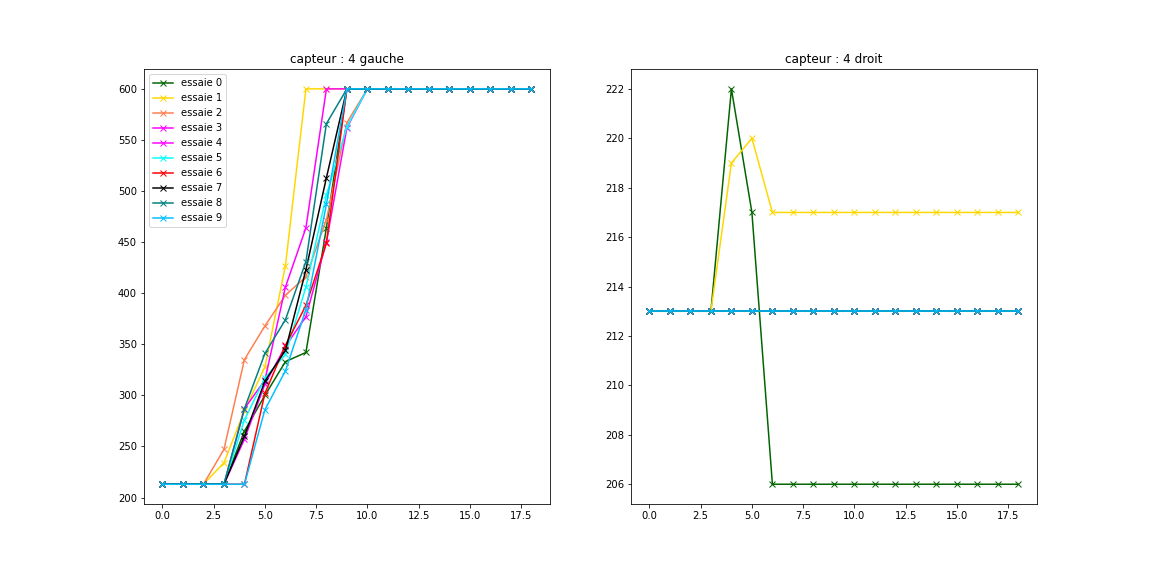 capteur : 4 gauche
600
550
500
450
400
350
300
250
200
0.0 2.5 5.0 7.5 10.0 12.5 15.0 17.5
essaie 0
essaie 1
essaie 2
essaie 3
essaie 4
essaie 5
essaie 6
essaie 7
essaie 8
essaie 9
capteur : 4 droit
222
220
218
216
214
212
210
208
206
0.0 2.5 5.0 7.5 10.0 12.5 15.0 17.5